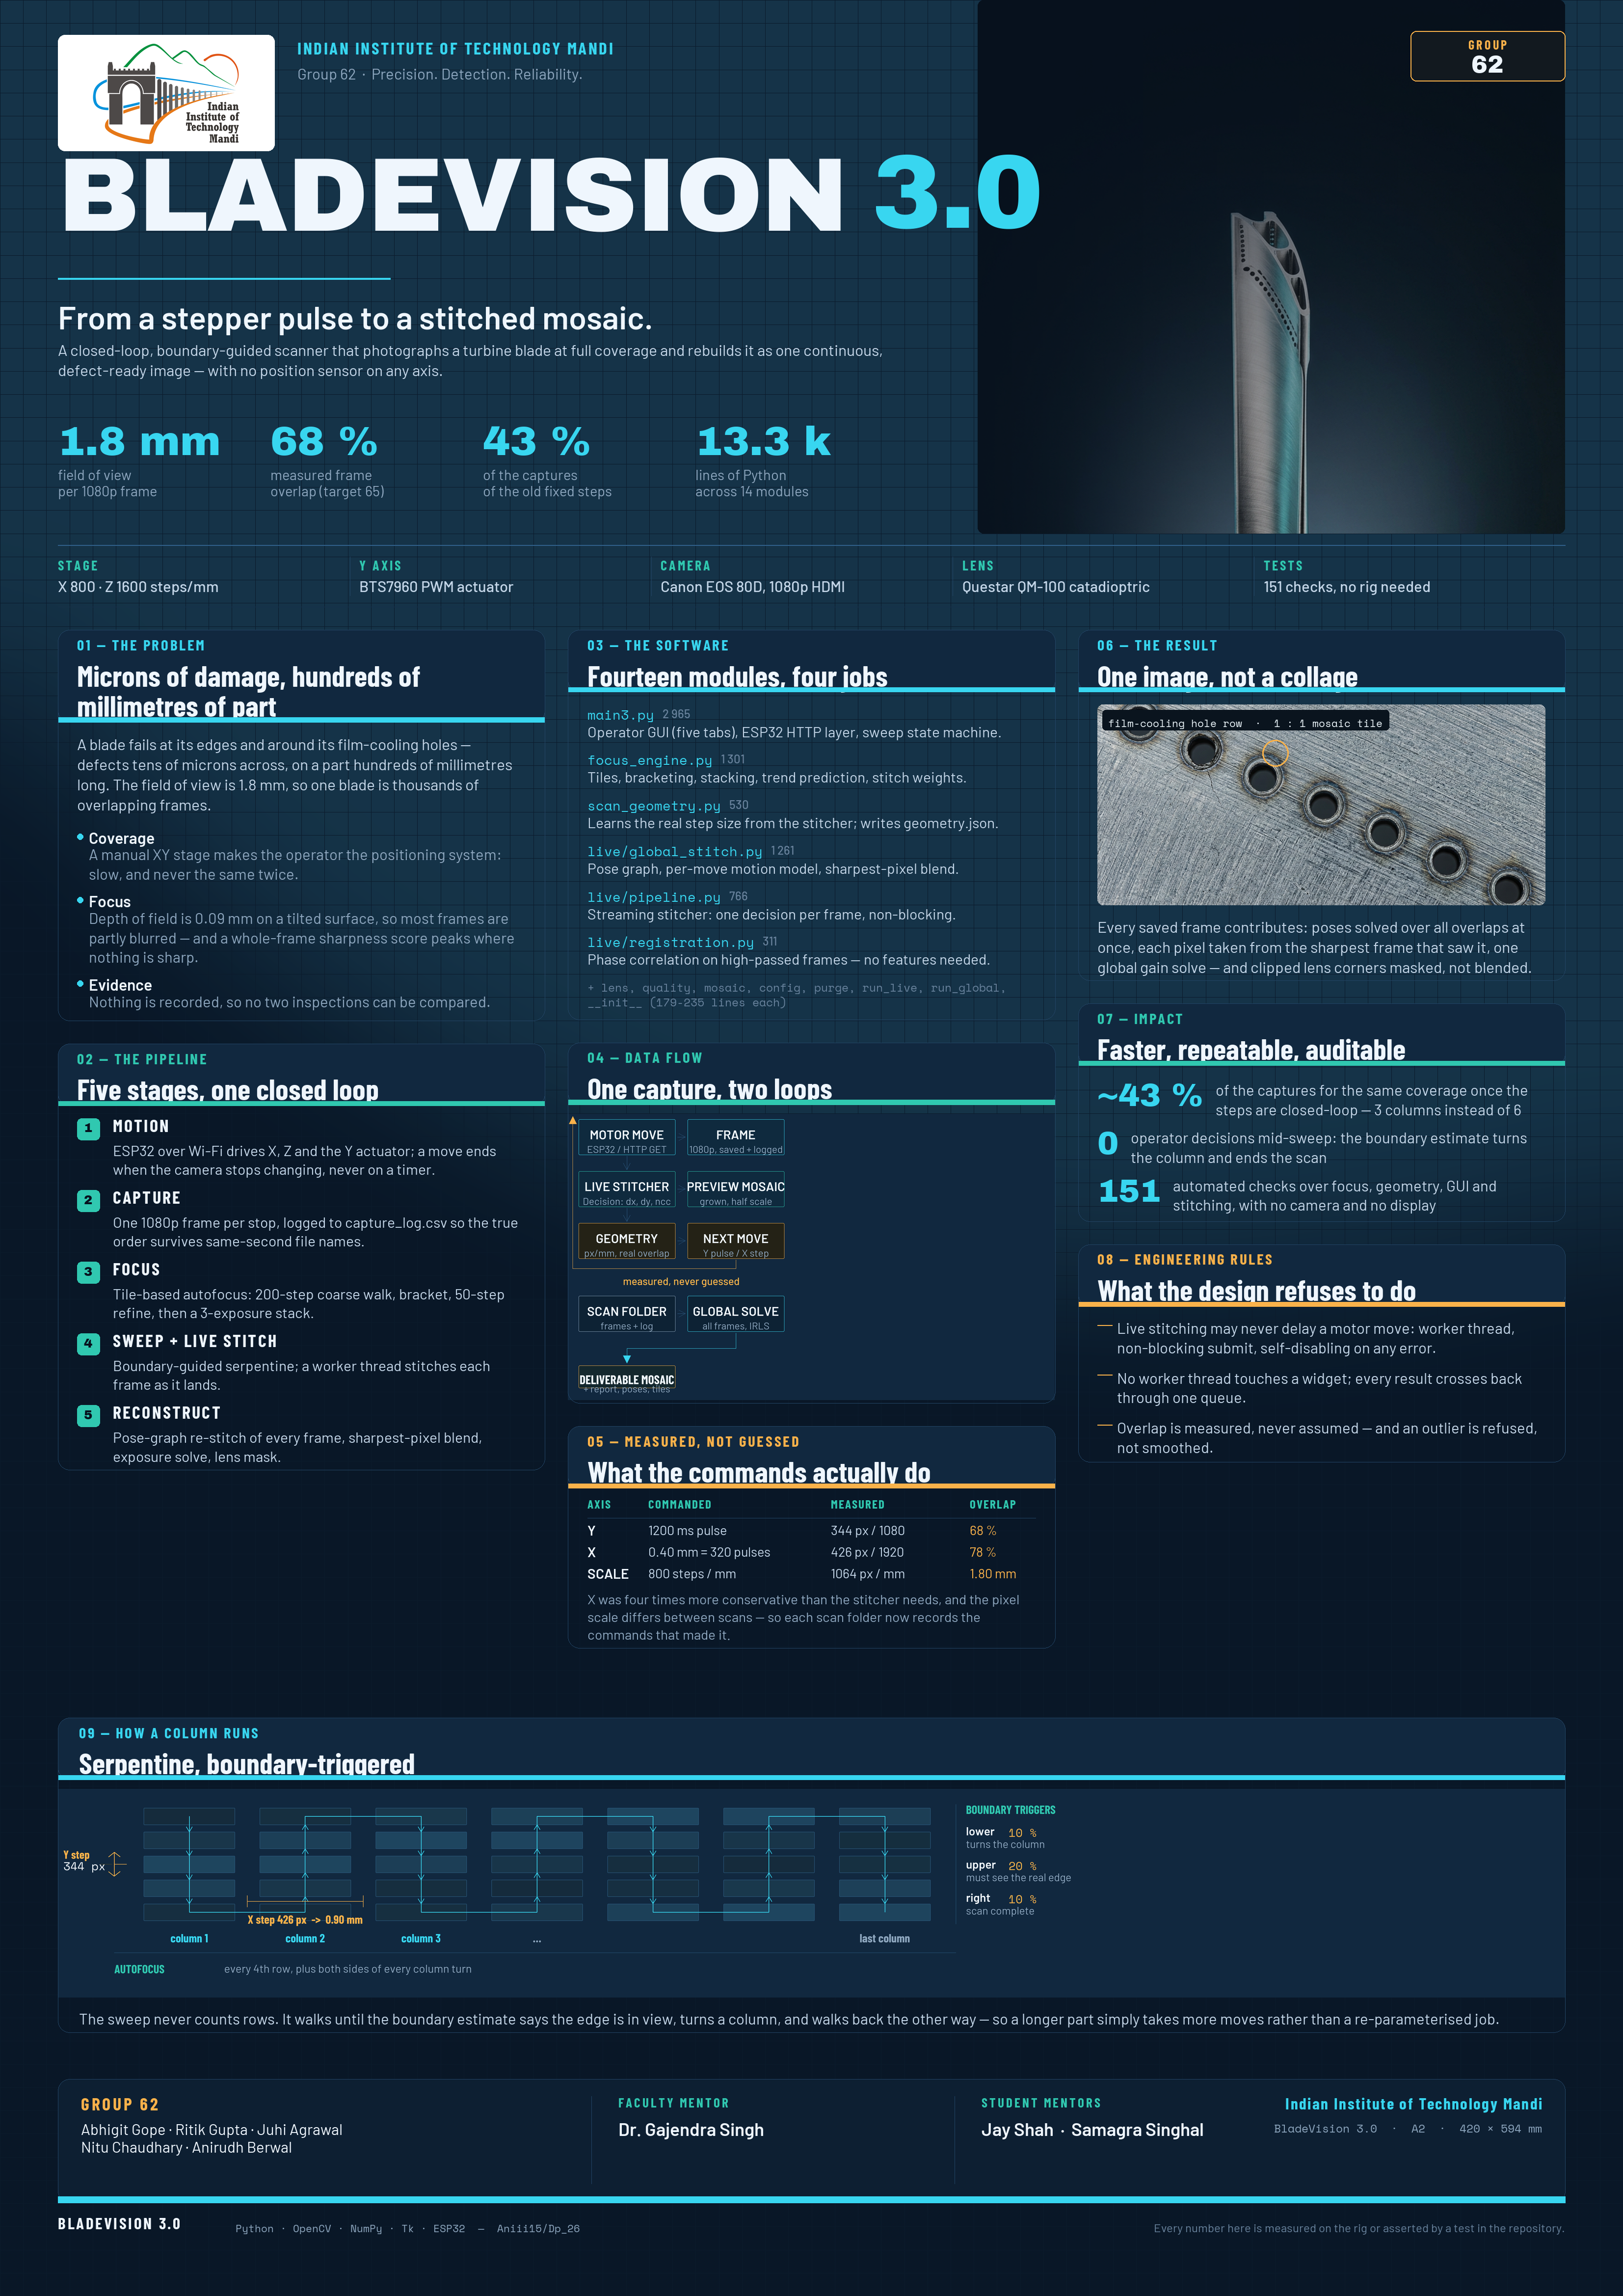 Indian
Institute of
Technology
Mandi
INDIAN INSTITUTE OF TECHNOLOGY MANDI
Group 62 · Precision. Detection. Reliability.
GROUP
62
BLADEVISION 3.0
From a stepper pulse to a stitched mosaic.
A closed-loop, boundary-guided scanner that photographs a turbine blade at full coverage and rebuilds it as one continuous,
defect-ready image — with no position sensor on any axis.
1.8 mm
field of view
per 1080p frame
68 %
measured frame
overlap (target 65)
43 %
of the captures
of the old fixed steps
13.3 k
lines of Python
across 14 modules
STAGE
X 800 · Z 1600 steps/mm
Y AXIS
BTS7960 PWM actuator
CAMERA
Canon EOS 80D, 1080p HDMI
LENS
Questar QM-100 catadioptric
TESTS
151 checks, no rig needed
01 — THE PROBLEM
Microns of damage, hundreds of
millimetres of part
A blade fails at its edges and around its film-cooling holes —
defects tens of microns across, on a part hundreds of millimetres
long. The field of view is 1.8 mm, so one blade is thousands of
overlapping frames.
Coverage
A manual XY stage makes the operator the positioning system:
slow, and never the same twice.
Focus
Depth of field is 0.09 mm on a tilted surface, so most frames are
partly blurred — and a whole-frame sharpness score peaks where
nothing is sharp.
Evidence
Nothing is recorded, so no two inspections can be compared.
02 — THE PIPELINE
Five stages, one closed loop
1 MOTION
ESP32 over Wi-Fi drives X, Z and the Y actuator; a move ends
when the camera stops changing, never on a timer.
2 CAPTURE
One 1080p frame per stop, logged to capture_log.csv so the true
order survives same-second file names.
3 FOCUS
Tile-based autofocus: 200-step coarse walk, bracket, 50-step
refine, then a 3-exposure stack.
4 SWEEP + LIVE STITCH
Boundary-guided serpentine; a worker thread stitches each
frame as it lands.
5 RECONSTRUCT
Pose-graph re-stitch of every frame, sharpest-pixel blend,
exposure solve, lens mask.
03 — THE SOFTWARE
Fourteen modules, four jobs
main3.py 2 965
Operator GUI (five tabs), ESP32 HTTP layer, sweep state machine.
focus_engine.py 1 301
Tiles, bracketing, stacking, trend prediction, stitch weights.
scan_geometry.py 530
Learns the real step size from the stitcher; writes geometry.json.
live/global_stitch.py 1 261
Pose graph, per-move motion model, sharpest-pixel blend.
live/pipeline.py 766
Streaming stitcher: one decision per frame, non-blocking.
live/registration.py 311
Phase correlation on high-passed frames — no features needed.
+ lens, quality, mosaic, config, purge, run_live, run_global,
__init__ (179-235 lines each)
04 — DATA FLOW
One capture, two loops
MOTOR MOVE
ESP32 / HTTP GET
FRAME
1080p, saved + logged
LIVE STITCHER
Decision: dx, dy, ncc
PREVIEW MOSAIC
grown, half scale
GEOMETRY
px/mm, real overlap
NEXT MOVE
Y pulse / X step
measured, never guessed
SCAN FOLDER
frames + log
GLOBAL SOLVE
all frames, IRLS
DELIVERABLE MOSAIC
+ report, poses, tiles
05 — MEASURED, NOT GUESSED
What the commands actually do
AXIS COMMANDED MEASURED OVERLAP
Y 1200 ms pulse 344 px / 1080 68 %
X 0.40 mm = 320 pulses 426 px / 1920 78 %
SCALE 800 steps / mm 1064 px / mm 1.80 mm
X was four times more conservative than the stitcher needs, and the pixel
scale differs between scans — so each scan folder now records the
commands that made it.
06 — THE RESULT
One image, not a collage
film-cooling hole row · 1 : 1 mosaic tile
Every saved frame contributes: poses solved over all overlaps at
once, each pixel taken from the sharpest frame that saw it, one
global gain solve — and clipped lens corners masked, not blended.
07 — IMPACT
Faster, repeatable, auditable
~43 % of the captures for the same coverage once the
steps are closed-loop — 3 columns instead of 6
0 operator decisions mid-sweep: the boundary estimate turns
the column and ends the scan
151 automated checks over focus, geometry, GUI and
stitching, with no camera and no display
08 — ENGINEERING RULES
What the design refuses to do
— Live stitching may never delay a motor move: worker thread,
non-blocking submit, self-disabling on any error.
— No worker thread touches a widget; every result crosses back
through one queue.
— Overlap is measured, never assumed — and an outlier is refused,
not smoothed.
09 — HOW A COLUMN RUNS
Serpentine, boundary-triggered
Y step
344 px
X step 426 px -> 0.90 mm
column 1
column 2
column 3
...
last column
AUTOFOCUS every 4th row, plus both sides of every column turn
BOUNDARY TRIGGERS
lower 10 %
turns the column
upper 20 %
must see the real edge
right 10 %
scan complete
The sweep never counts rows. It walks until the boundary estimate says the edge is in view, turns a column, and walks back the other way — so a longer part simply takes more moves rather than a re-parameterised job.
GROUP 62
Abhigit Gope · Ritik Gupta · Juhi Agrawal
Nitu Chaudhary · Anirudh Berwal
FACULTY MENTOR
Dr. Gajendra Singh
STUDENT MENTORS
Jay Shah · Samagra Singhal
Indian Institute of Technology Mandi
BladeVision 3.0 · A2 · 420 × 594 mm
BLADEVISION 3.0
Python · OpenCV · NumPy · Tk · ESP32 — Aniii15/Dp_26
Every number here is measured on the rig or asserted by a test in the repository.